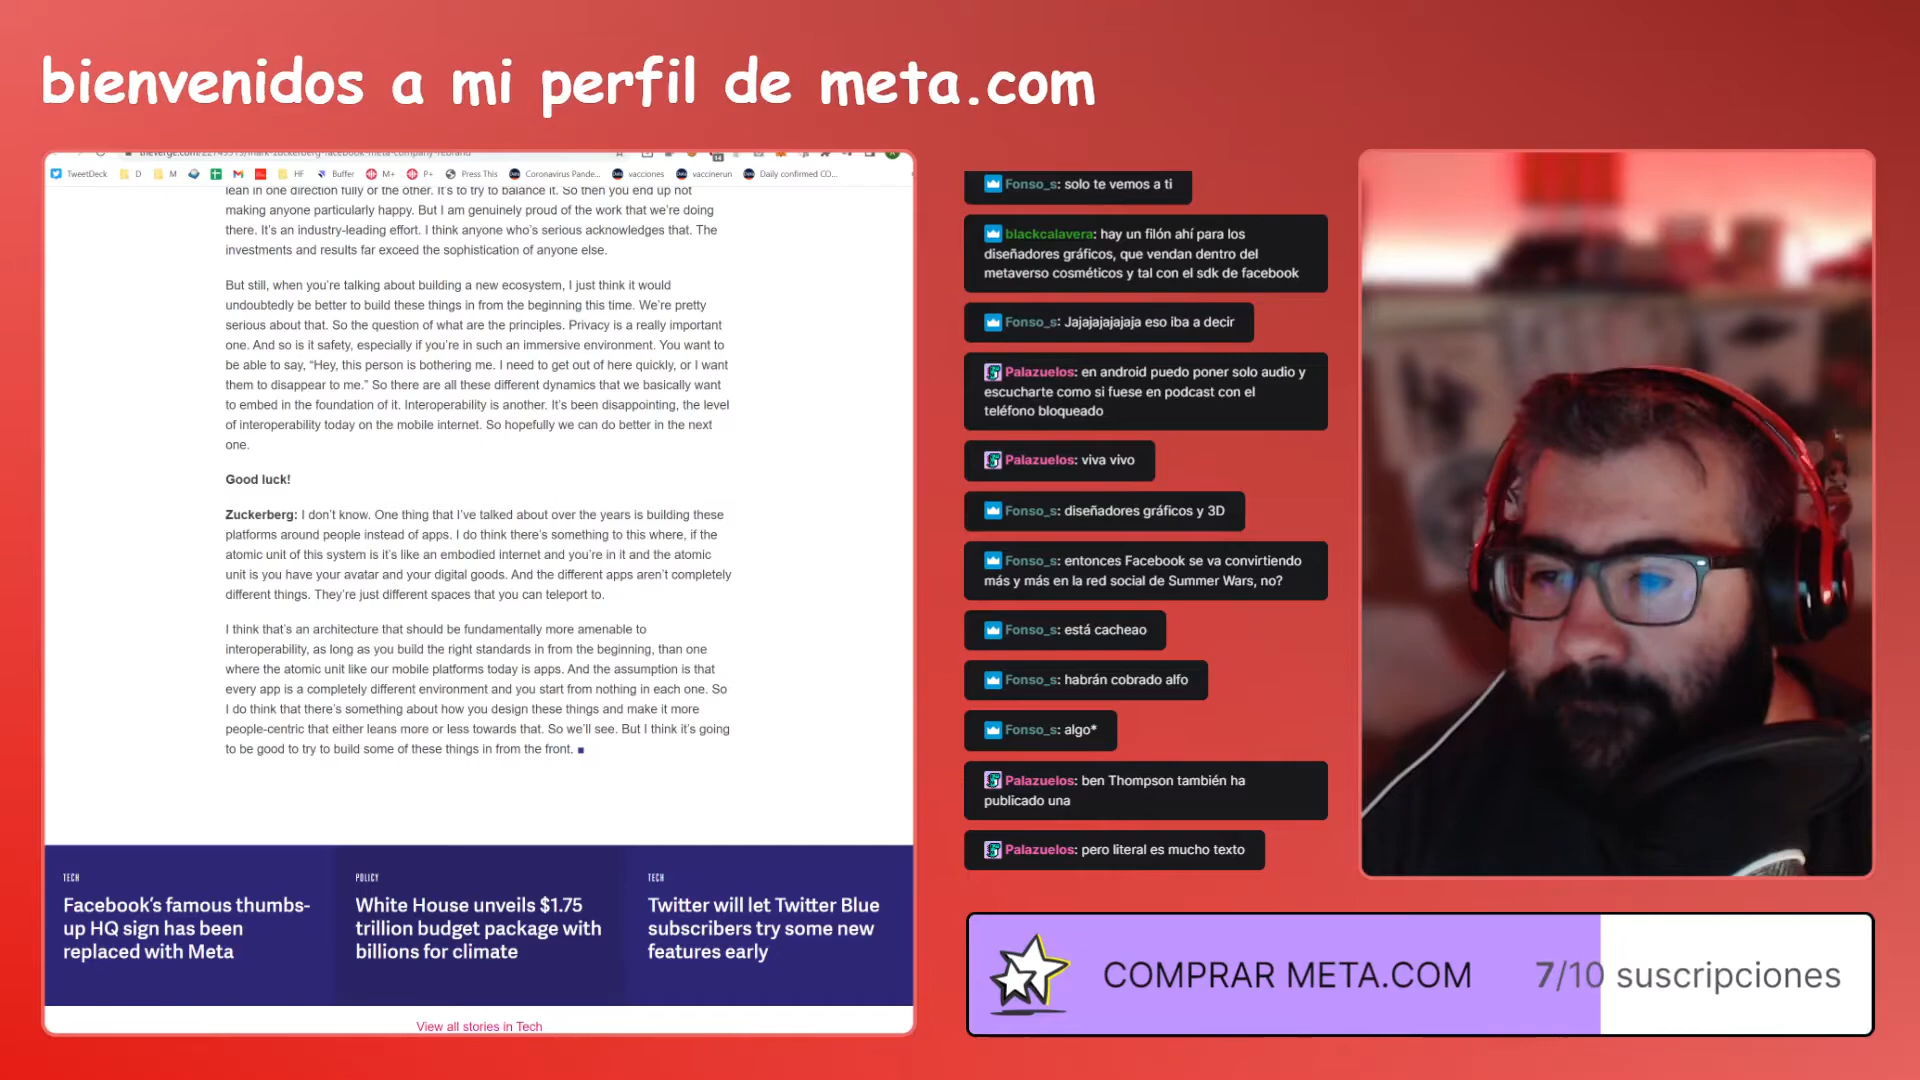 bienvenidos a mi perfil de meta.com
theverge.com/22749919/mark-zuckerberg-facebook-meta-company-rebrand
14
TweetDeck D M HF Buffer M+ P+ Press This Coronavirus Pande... vacciones vaccinerun Daily confirmed CO...
lean in one direction fully or the other. It's to try to balance it. So then you end up not
making anyone particularly happy. But I am genuinely proud of the work that we're doing
there. It's an industry-leading effort. I think anyone who's serious acknowledges that. The
investments and results far exceed the sophistication of anyone else.
But still, when you're talking about building a new ecosystem, I just think it would
undoubtedly be better to build these things in from the beginning this time. We're pretty
serious about that. So the question of what are the principles. Privacy is a really important
one. And so is it safety, especially if you're in such an immersive environment. You want to
be able to say, “Hey, this person is bothering me. I need to get out of here quickly, or I want
them to disappear to me.” So there are all these different dynamics that we basically want
to embed in the foundation of it. Interoperability is another. It's been disappointing, the level
of interoperability today on the mobile internet. So hopefully we can do better in the next
one.
Good luck!
Zuckerberg: I don't know. One thing that I've talked about over the years is building these
platforms around people instead of apps. I do think there's something to this where, if the
atomic unit of this system is it's like an embodied internet and you're in it and the atomic
unit is you have your avatar and your digital goods. And the different apps aren't completely
different things. They're just different spaces that you can teleport to.
I think that's an architecture that should be fundamentally more amenable to
interoperability, as long as you build the right standards in from the beginning, than one
where the atomic unit like our mobile platforms today is apps. And the assumption is that
every app is a completely different environment and you start from nothing in each one. So
I do think that there's something about how you design these things and make it more
people-centric that either leans more or less towards that. So we'll see. But I think it's going
to be good to try to build some of these things in from the front.
TECH
Facebook's famous thumbs-
up HQ sign has been
replaced with Meta
POLICY
White House unveils $1.75
trillion budget package with
billions for climate
TECH
Twitter will let Twitter Blue
subscribers try some new
features early
View all stories in Tech
Fonso_s: solo te vemos a ti
blackcalavera: hay un filón ahí para los
diseñadores gráficos, que vendan dentro del
metaverso cosméticos y tal con el sdk de facebook
Fonso_s: Jajajajajajaja eso iba a decir
Palazuelos: en android puedo poner solo audio y
escucharte como si fuese en podcast con el
teléfono bloqueado
Palazuelos: viva vivo
Fonso_s: diseñadores gráficos y 3D
Fonso_s: entonces Facebook se va convirtiendo
más y más en la red social de Summer Wars, no?
Fonso_s: está cacheao
Fonso_s: habrán cobrado alfo
Fonso_s: algo*
Palazuelos: ben Thompson también ha
publicado una
Palazuelos: pero literal es mucho texto
COMPRAR META.COM 7/10 suscripciones